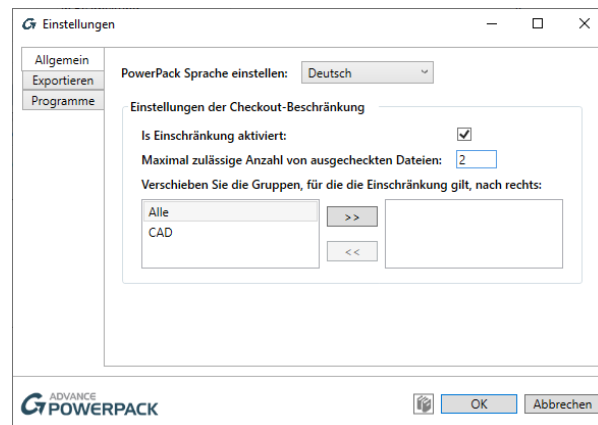 Einstellungen
Allgemein
Exportieren
Programme
PowerPack Sprache einstellen: Deutsch
Einstellungen der Checkout-Beschränkung
Is Einschränkung aktiviert:
Maximal zulässige Anzahl von ausgecheckten Dateien: 2
Verschieben Sie die Gruppen, für die die Einschränkung gilt, nach rechts:
Alle
CAD
>>
<<
ADVANCE
POWERPACK
OK Abbrechen